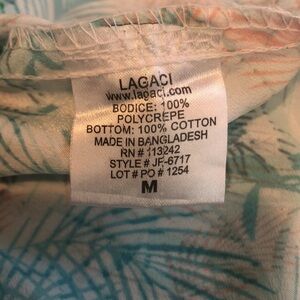 LAGACI
www.lagaci.com
BODICE: 100%
POLYCREPE
BOTTOM: 100% COTTON
MADE IN BANGLADESH
RN # 113242
STYLE # JF-6717
LOT # PO # 1254
M